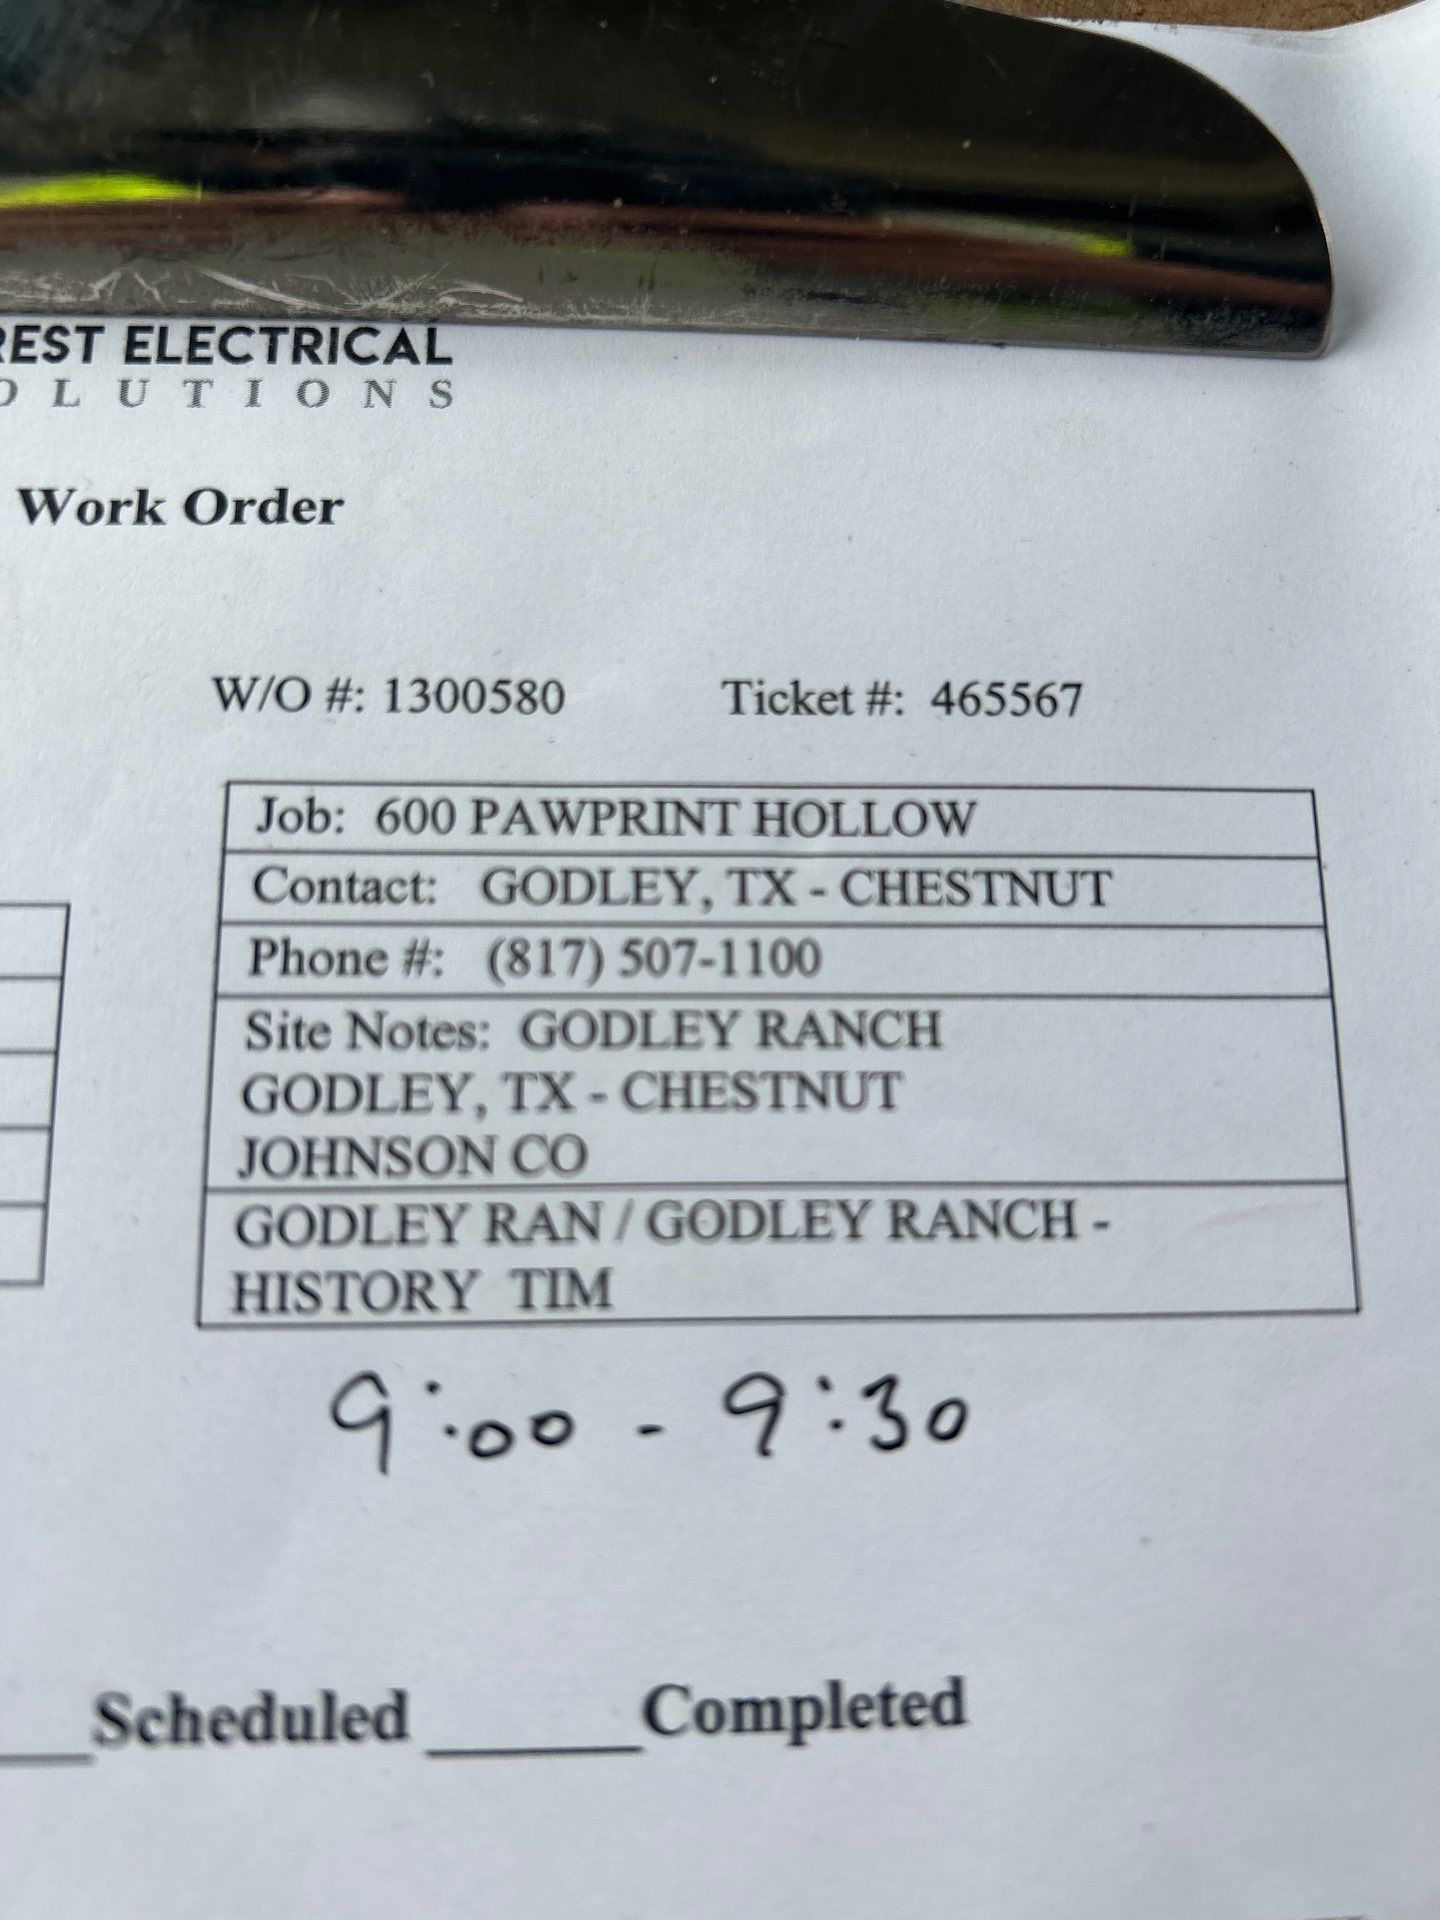 REST ELECTRICAL
OLUTIONS
Work Order
W/O #: 1300580 Ticket #: 465567
Job: 600 PAWPRINT HOLLOW
Contact: GODLEY, TX - CHESTNUT
Phone #: (817) 507-1100
Site Notes: GODLEY RANCH
GODLEY, TX - CHESTNUT
JOHNSON CO
GODLEY RAN / GODLEY RANCH -
HISTORY TIM
9:00 - 9:30
Scheduled _____Completed